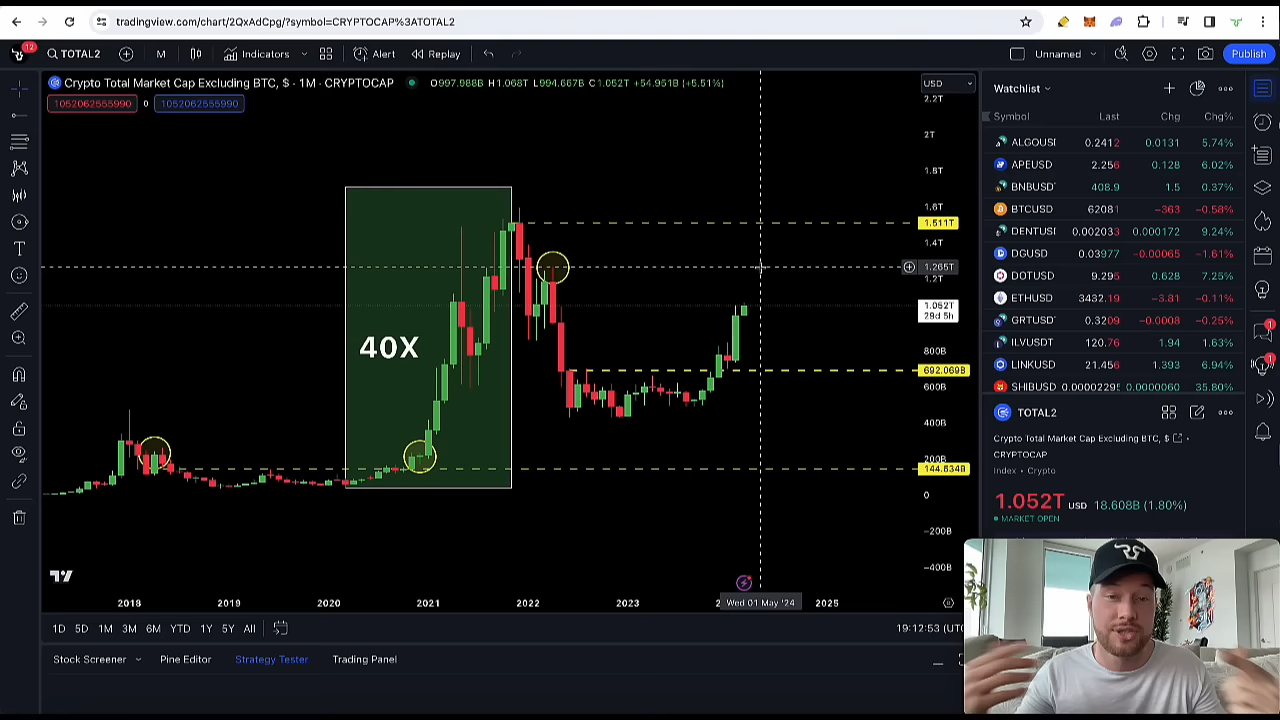 tradingview.com/chart/2QxAdCpg/?symbol=CRYPTOCAP%3ATOTAL2
12
TOTAL2
M
Indicators
Alert
Replay
Unnamed
Publish
Crypto Total Market Cap Excluding BTC, $ · 1M · CRYPTOCAP
O997.988B H1.068T L994.667B C1.052T +54.951B (+5.51%)
1052062555990 0 1052062555990
USD
2.2T
2T
1.8T
1.6T
1.511T
1.4T
1.265T
1.2T
1.052T
28d 5h
800B
692.069B
600B
400B
200B
144.634B
0
−200B
−400B
40X
2018 2019 2020 2021 2022 2023 Wed 01 May '24 2025
1D 5D 1M 3M 6M YTD 1Y 5Y All
19:12:53 (UTC
Stock Screener Pine Editor Strategy Tester Trading Panel
Watchlist
Symbol Last Chg Chg%
ALGOUSI 0.2412 0.0131 5.74%
APEUSD 2.256 0.128 6.02%
BNBUSD 408.9 1.5 0.37%
BTCUSD 62081 −363 −0.58%
DENTUSI 0.002033 0.000172 9.24%
DGUSD 0.03977 −0.00065 −1.61%
DOTUSD 9.295 0.628 7.25%
ETHUSD 3432.19 −3.81 −0.11%
GRTUSD 0.3209 −0.0008 −0.25%
ILVUSDT 120.76 1.94 1.63%
LINKUSD 21.456 1.393 6.94%
SHIBUSD 0.0000229 0.0000060 35.80%
TOTAL2
Crypto Total Market Cap Excluding BTC, $
CRYPTOCAP
Index • Crypto
1.052T USD 18.608B (1.80%)
MARKET OPEN
1
1